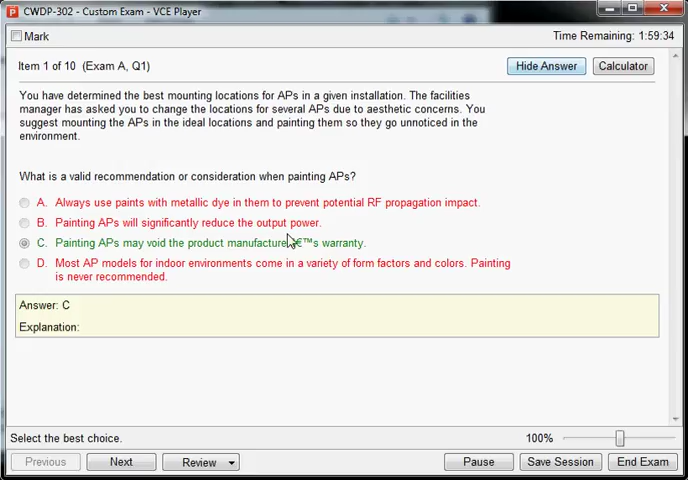 CWDP-302 - Custom Exam - VCE Player
Mark
Time Remaining: 1:59:34
Item 1 of 10 (Exam A, Q1)
Hide Answer
Calculator
You have determined the best mounting locations for APs in a given installation. The facilities
manager has asked you to change the locations for several APs due to aesthetic concerns. You
suggest mounting the APs in the ideal locations and painting them so they go unnoticed in the
environment.
What is a valid recommendation or consideration when painting APs?
A. Always use paints with metallic dye in them to prevent potential RF propagation impact.
B. Painting APs will significantly reduce the output power.
C. Painting APs may void the product manufacture €™s warranty.
D. Most AP models for indoor environments come in a variety of form factors and colors. Painting
is never recommended.
Answer: C
Explanation:
Select the best choice.
100%
Previous
Next
Review
Pause
Save Session
End Exam